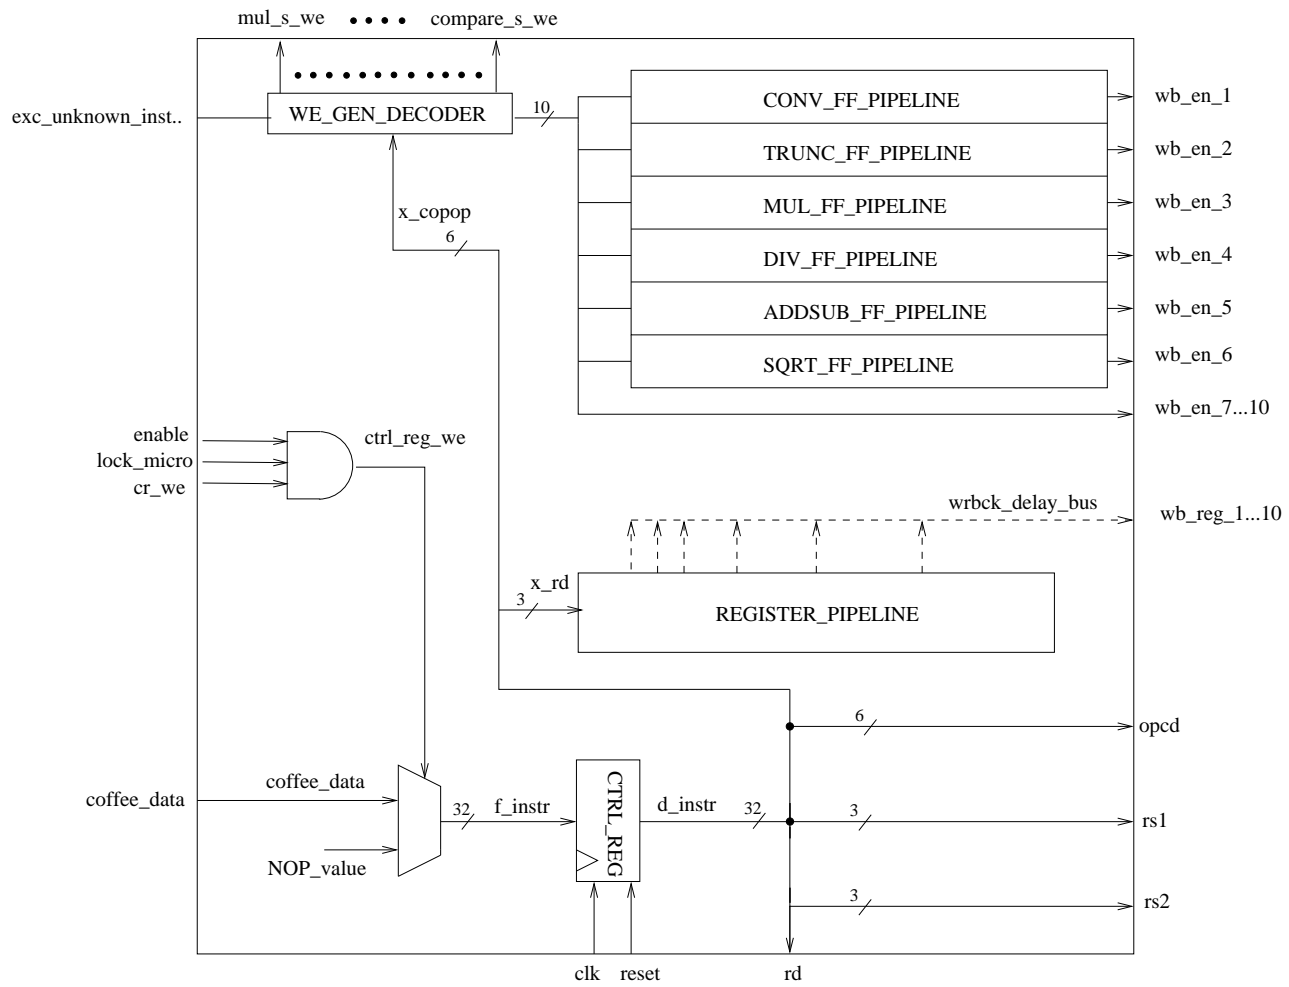 mul_s_we
compare_s_we
exc_unknown_inst..
WE_GEN_DECODER
10
CONV_FF_PIPELINE
wb_en_1
TRUNC_FF_PIPELINE
wb_en_2
x_copop
6
MUL_FF_PIPELINE
wb_en_3
DIV_FF_PIPELINE
wb_en_4
ADDSUB_FF_PIPELINE
wb_en_5
SQRT_FF_PIPELINE
wb_en_6
wb_en_7...10
enable
lock_micro
cr_we
ctrl_reg_we
wrbck_delay_bus
wb_reg_1...10
x_rd
3
REGISTER_PIPELINE
6
opcd
coffee_data
coffee_data
NOP_value
32
f_instr
CTRL_REG
d_instr
32
3
rs1
3
rs2
clk
reset
rd